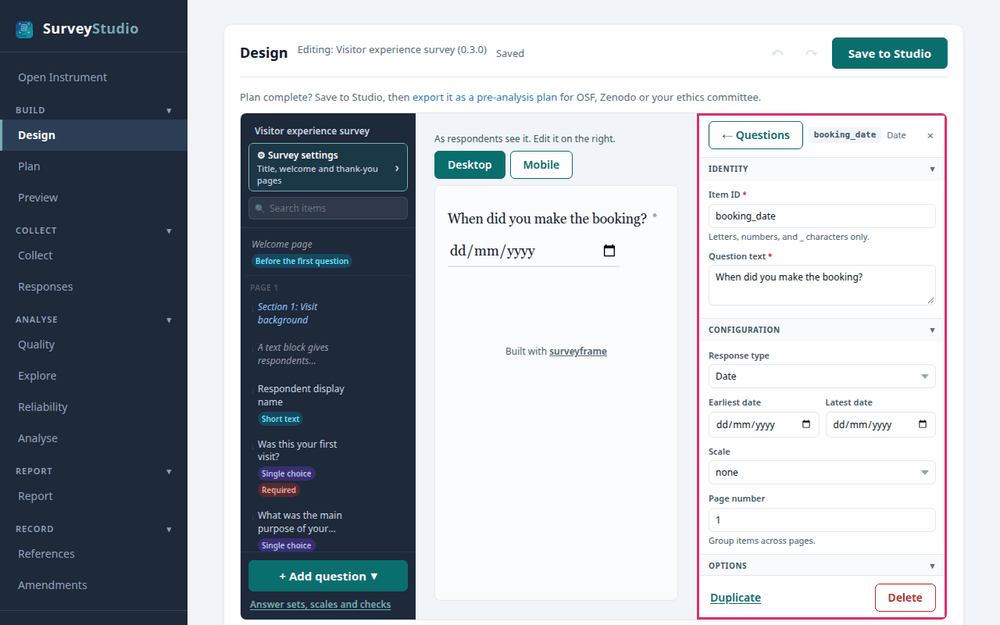 SurveyStudio
Open Instrument
BUILD
Design
Plan
Preview
COLLECT
Collect
Responses
ANALYSE
Quality
Explore
Reliability
Analyse
REPORT
Report
RECORD
References
Amendments
Design
Editing: Visitor experience survey (0.3.0)
Saved
Save to Studio
Plan complete? Save to Studio, then export it as a pre-analysis plan for OSF, Zenodo or your ethics committee.
Visitor experience survey
Survey settings
Title, welcome and thank-you
pages
Search items
Welcome page
Before the first question
PAGE 1
Section 1: Visit
background
A text block gives
respondents...
Respondent display
name
Short text
Was this your first
visit?
Single choice
Required
What was the main
purpose of your...
Single choice
+ Add question ▾
Answer sets, scales and checks
As respondents see it. Edit it on the right.
Desktop
Mobile
When did you make the booking? *
dd/mm/yyyy
Built with surveyframe
← Questions
booking_date
Date
×
IDENTITY
Item ID *
booking_date
Letters, numbers, and _ characters only.
Question text *
When did you make the booking?
CONFIGURATION
Response type
Date
Earliest date Latest date
dd/mm/yyyy dd/mm/yyyy
Scale
none
Page number
1
Group items across pages.
OPTIONS
Duplicate
Delete